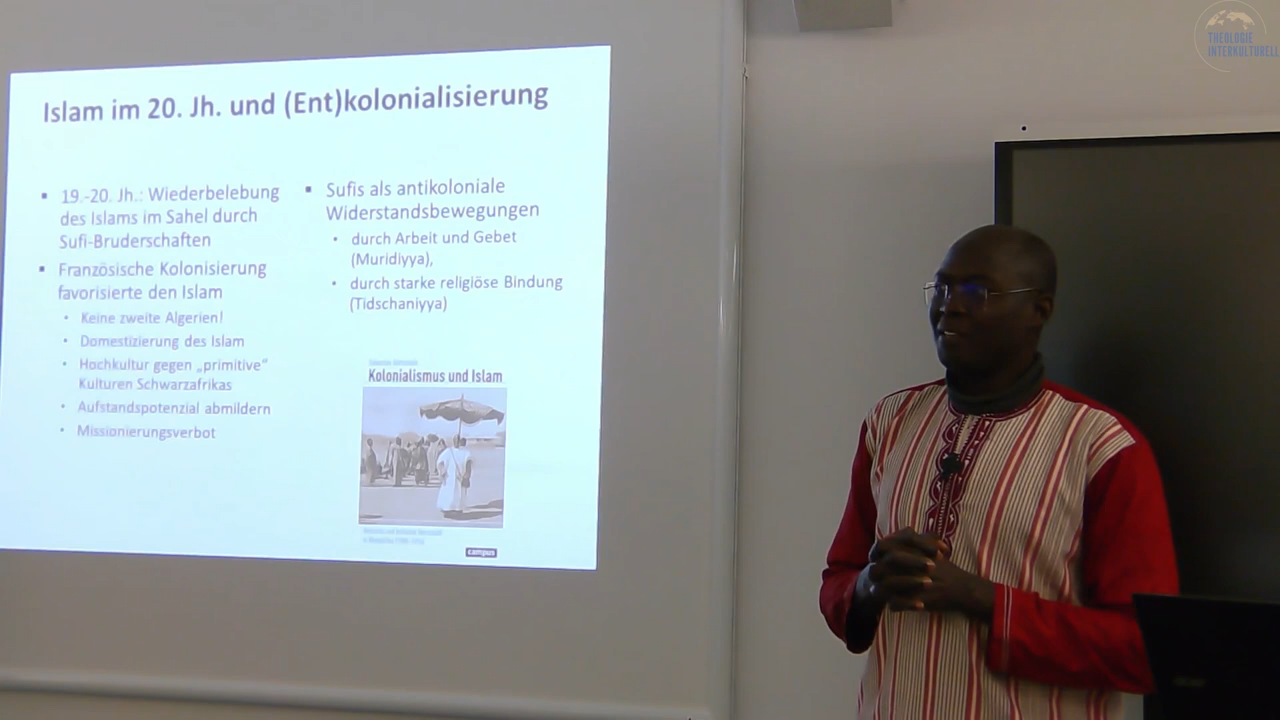 THEOLOGIE
INTERKULTURELL
Islam im 20. Jh. und (Ent)kolonialisierung
▪ 19.-20. Jh.: Wiederbelebung
des Islams im Sahel durch
Sufi-Bruderschaften
▪ Französische Kolonisierung
favorisierte den Islam
• Keine zweite Algerien!
• Domestizierung des Islam
• Hochkultur gegen „primitive“
Kulturen Schwarzafrikas
• Aufstandspotenzial abmildern
• Missionierungsverbot
▪ Sufis als antikoloniale
Widerstandsbewegungen
• durch Arbeit und Gebet
(Muridiyya),
• durch starke religiöse Bindung
(Tidschaniyya)
Kolonialismus und Islam
campus